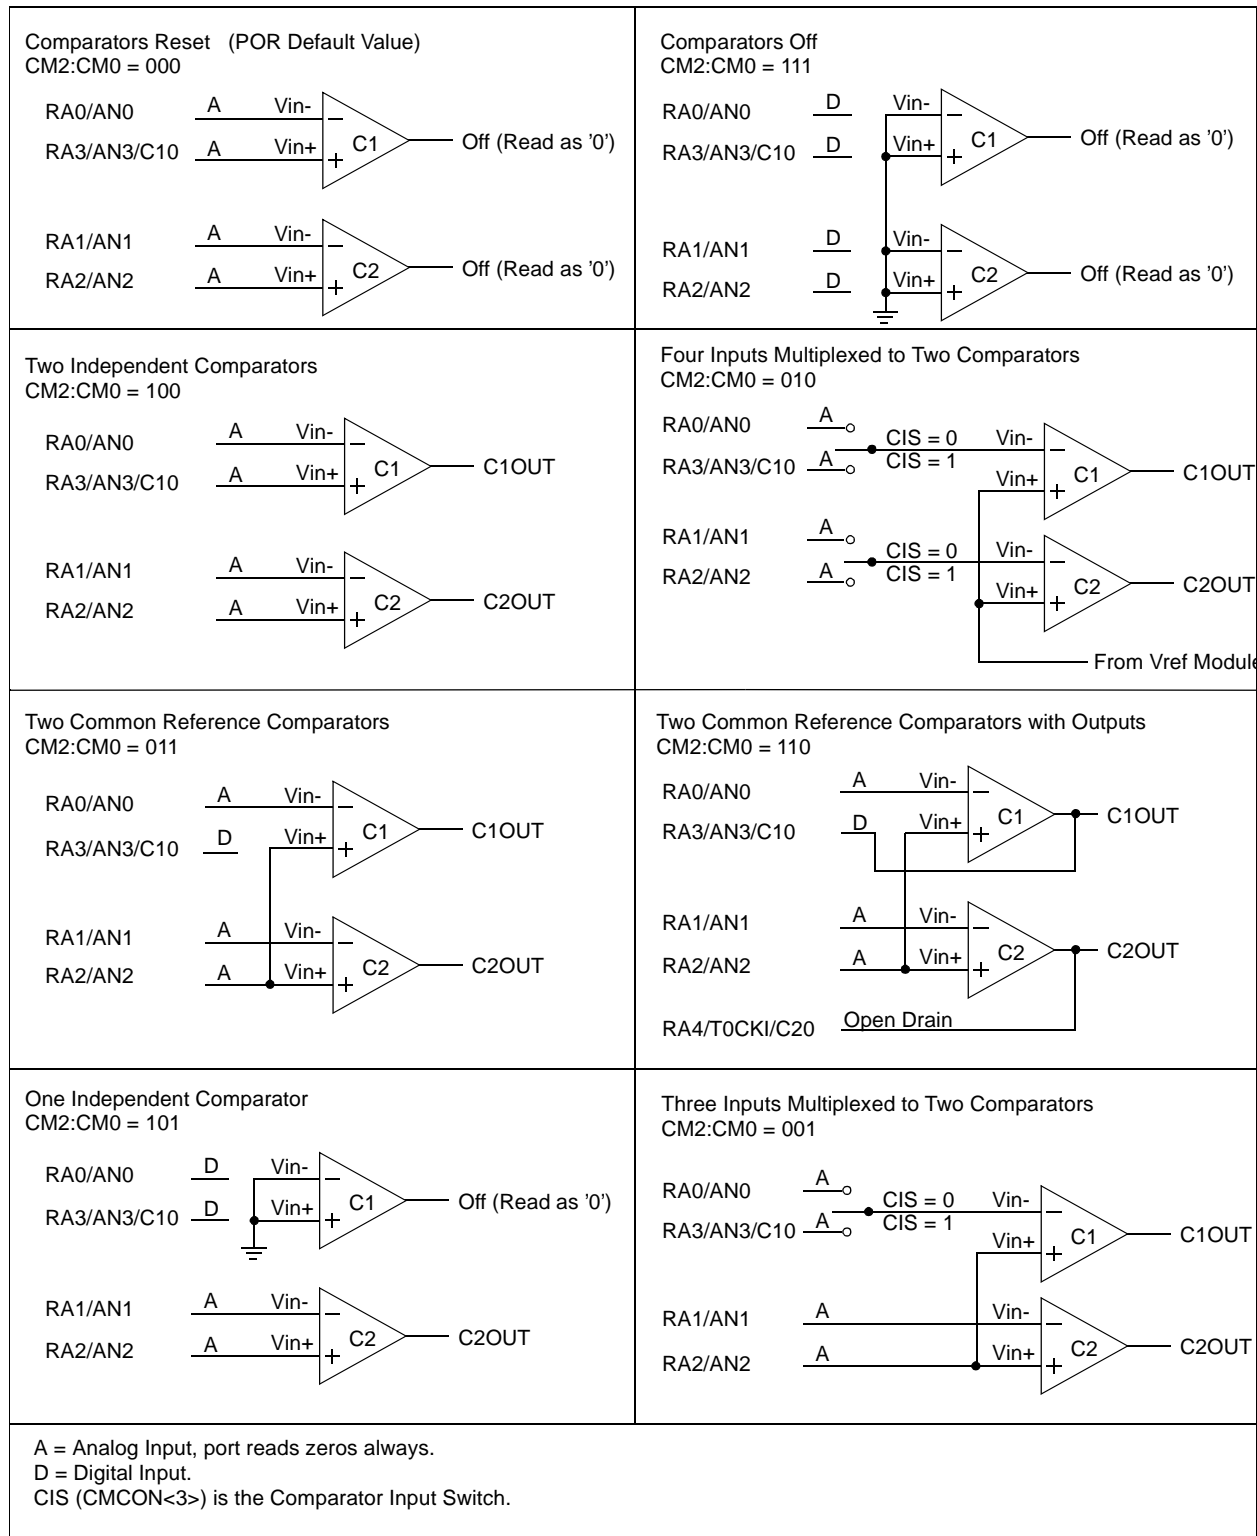 Comparators Reset (POR Default Value)
CM2:CM0 = 000
RA0/AN0 A Vin- −
RA3/AN3/C10 A Vin+ + C1 Off (Read as '0')
RA1/AN1 A Vin- −
RA2/AN2 A Vin+ + C2 Off (Read as '0')
Comparators Off
CM2:CM0 = 111
RA0/AN0 D Vin- −
RA3/AN3/C10 D Vin+ + C1 Off (Read as '0')
RA1/AN1 D Vin- −
RA2/AN2 D Vin+ + C2 Off (Read as '0')
Two Independent Comparators
CM2:CM0 = 100
RA0/AN0 A Vin- −
RA3/AN3/C10 A Vin+ + C1 C1OUT
RA1/AN1 A Vin- −
RA2/AN2 A Vin+ + C2 C2OUT
Four Inputs Multiplexed to Two Comparators
CM2:CM0 = 010
RA0/AN0 A
CIS = 0 Vin- −
RA3/AN3/C10 A CIS = 1
Vin+ + C1 C1OUT
RA1/AN1 A
CIS = 0 Vin- −
RA2/AN2 A CIS = 1
Vin+ + C2 C2OUT
From Vref Module
Two Common Reference Comparators
CM2:CM0 = 011
RA0/AN0 A Vin- −
RA3/AN3/C10 D Vin+ + C1 C1OUT
RA1/AN1 A Vin- −
RA2/AN2 A Vin+ + C2 C2OUT
Two Common Reference Comparators with Outputs
CM2:CM0 = 110
RA0/AN0 A Vin- −
RA3/AN3/C10 D Vin+ + C1 C1OUT
RA1/AN1 A Vin- −
RA2/AN2 A Vin+ + C2 C2OUT
RA4/T0CKI/C20 Open Drain
One Independent Comparator
CM2:CM0 = 101
RA0/AN0 D Vin- −
RA3/AN3/C10 D Vin+ + C1 Off (Read as '0')
RA1/AN1 A Vin- −
RA2/AN2 A Vin+ + C2 C2OUT
Three Inputs Multiplexed to Two Comparators
CM2:CM0 = 001
RA0/AN0 A
CIS = 0 Vin- −
RA3/AN3/C10 A CIS = 1
Vin+ + C1 C1OUT
RA1/AN1 A Vin- −
RA2/AN2 A Vin+ + C2 C2OUT
A = Analog Input, port reads zeros always.
D = Digital Input.
CIS (CMCON<3>) is the Comparator Input Switch.